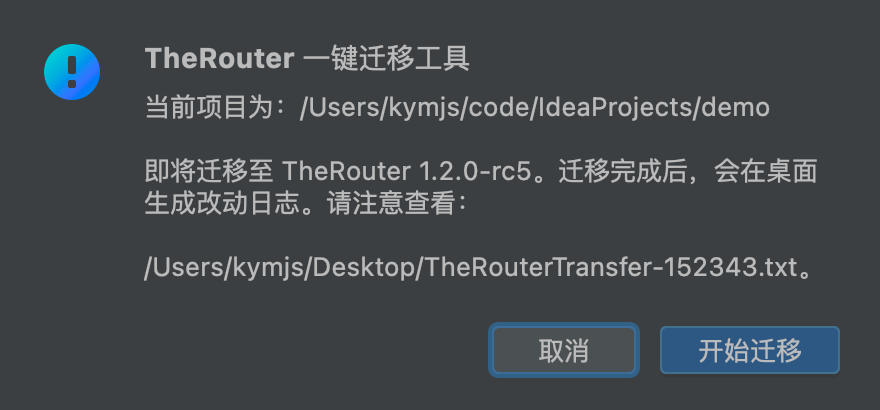 TheRouter 一键迁移工具
当前项目为：/Users/kymjs/code/IdeaProjects/demo
即将迁移至 TheRouter 1.2.0-rc5。迁移完成后，会在桌面
生成改动日志。请注意查看：
/Users/kymjs/Desktop/TheRouterTransfer-152343.txt。
取消
开始迁移